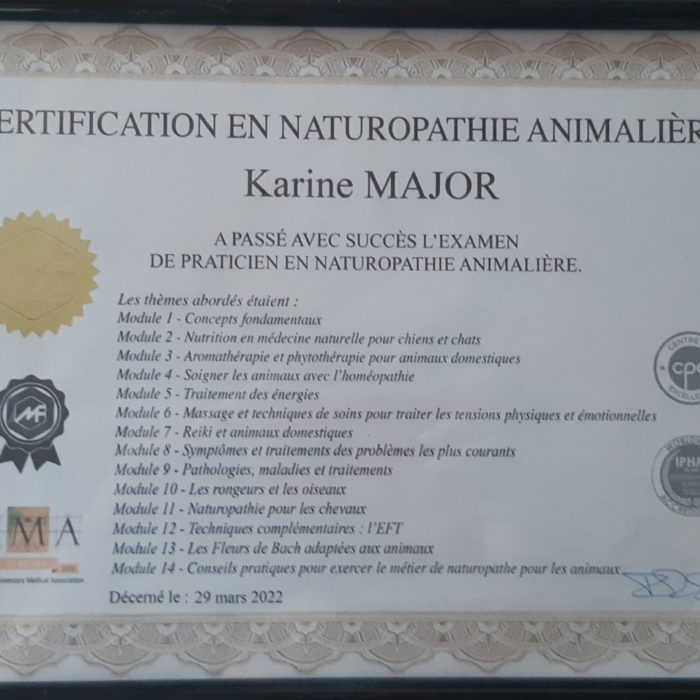 ERTIFICATION EN NATUROPATHIE ANIMALIÈR
Karine MAJOR
A PASSÉ AVEC SUCCÈS L'EXAMEN
DE PRATICIEN EN NATUROPATHIE ANIMALIÈRE.
Les thèmes abordés étaient :
Module 1 - Concepts fondamentaux
Module 2 - Nutrition en médecine naturelle pour chiens et chats
Module 3 - Aromathérapie et phytothérapie pour animaux domestiques
Module 4 - Soigner les animaux avec l'homéopathie
Module 5 - Traitement des énergies
Module 6 - Massage et techniques de soins pour traiter les tensions physiques et émotionnelles
Module 7 - Reiki et animaux domestiques
Module 8 - Symptômes et traitements des problèmes les plus courants
Module 9 - Pathologies, maladies et traitements
Module 10 - Les rongeurs et les oiseaux
Module 11 - Naturopathie pour les chevaux
Module 12 - Techniques complémentaires : l'EFT
Module 13 - Les Fleurs de Bach adaptées aux animaux
Module 14 - Conseils pratiques pour exercer le métier de naturopathe pour les animaux
Décerné le : 29 mars 2022
MA
ementary Medical Association
CENTRE
cpd
IPHM